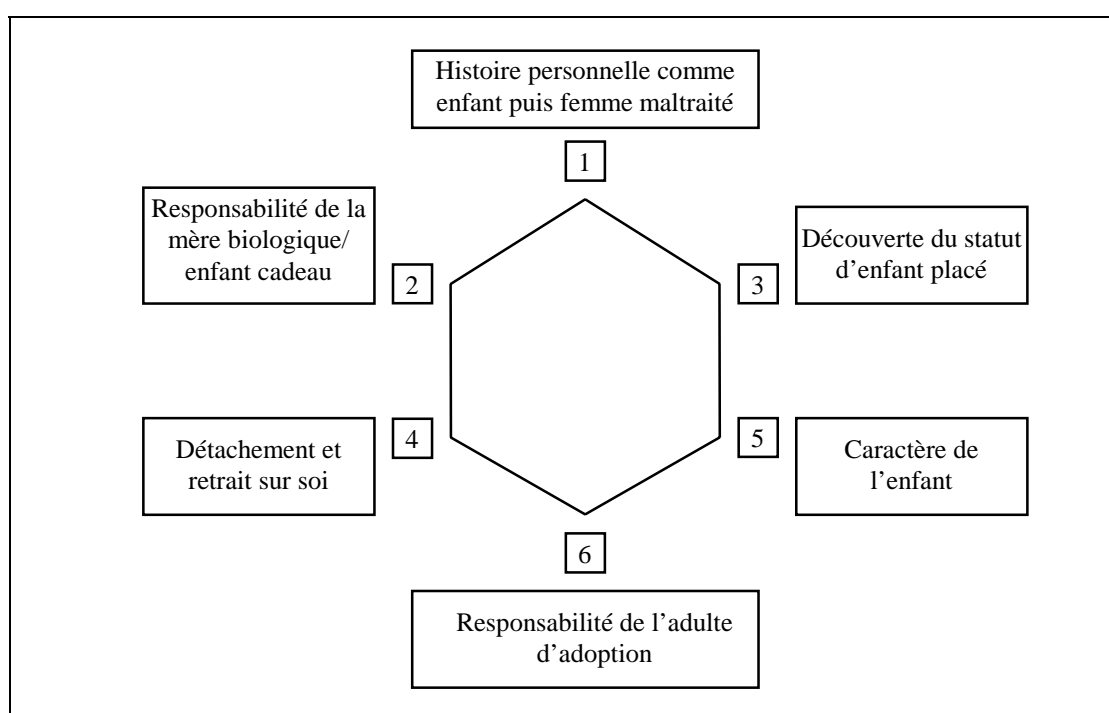 Histoire personnelle comme
enfant puis femme maltraité
1
Responsabilité de la
mère biologique/
enfant cadeau
2
3
Découverte du statut
d’enfant placé
Détachement et
retrait sur soi
4
5
Caractère de
l’enfant
6
Responsabilité de l’adulte
d’adoption